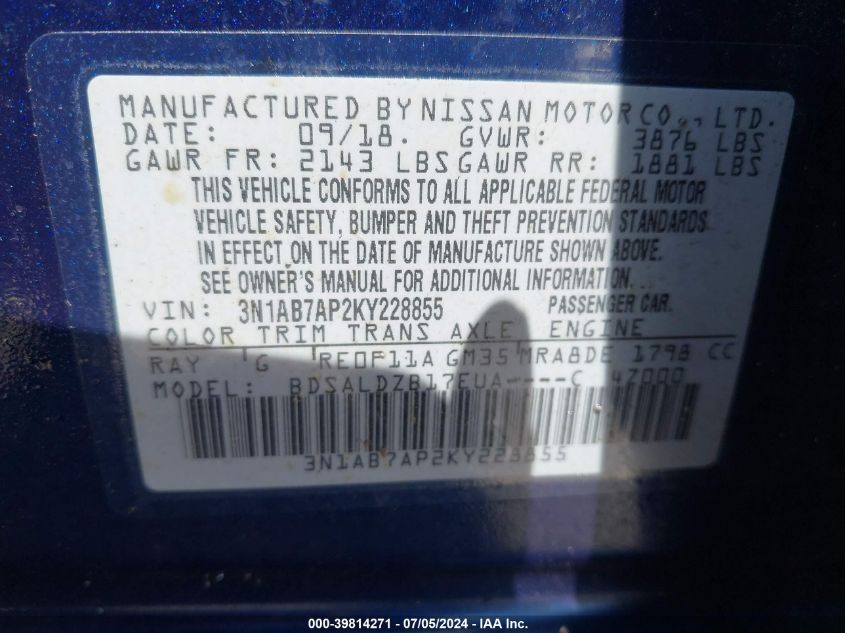 MANUFACTURED BY NISSAN MOTOR CO., LTD.
DATE: 09/18. GVWR: 3876 LBS
GAWR FR: 2143 LBS GAWR RR: 1881 LBS
THIS VEHICLE CONFORMS TO ALL APPLICABLE FEDERAL MOTOR
VEHICLE SAFETY, BUMPER AND THEFT PREVENTION STANDARDS
IN EFFECT ON THE DATE OF MANUFACTURE SHOWN ABOVE.
SEE OWNER'S MANUAL FOR ADDITIONAL INFORMATION.
VIN: 3N1AB7AP2KY228855 PASSENGER CAR.
COLOR TRIM TRANS AXLE ENGINE
RAY G RE0F11A GM35 MRA8DE 1798 CC
MODEL: BDSALDZB17EUA----C 47000
3N1AB7AP2KY228855
000-39814271 - 07/05/2024 - IAA Inc.